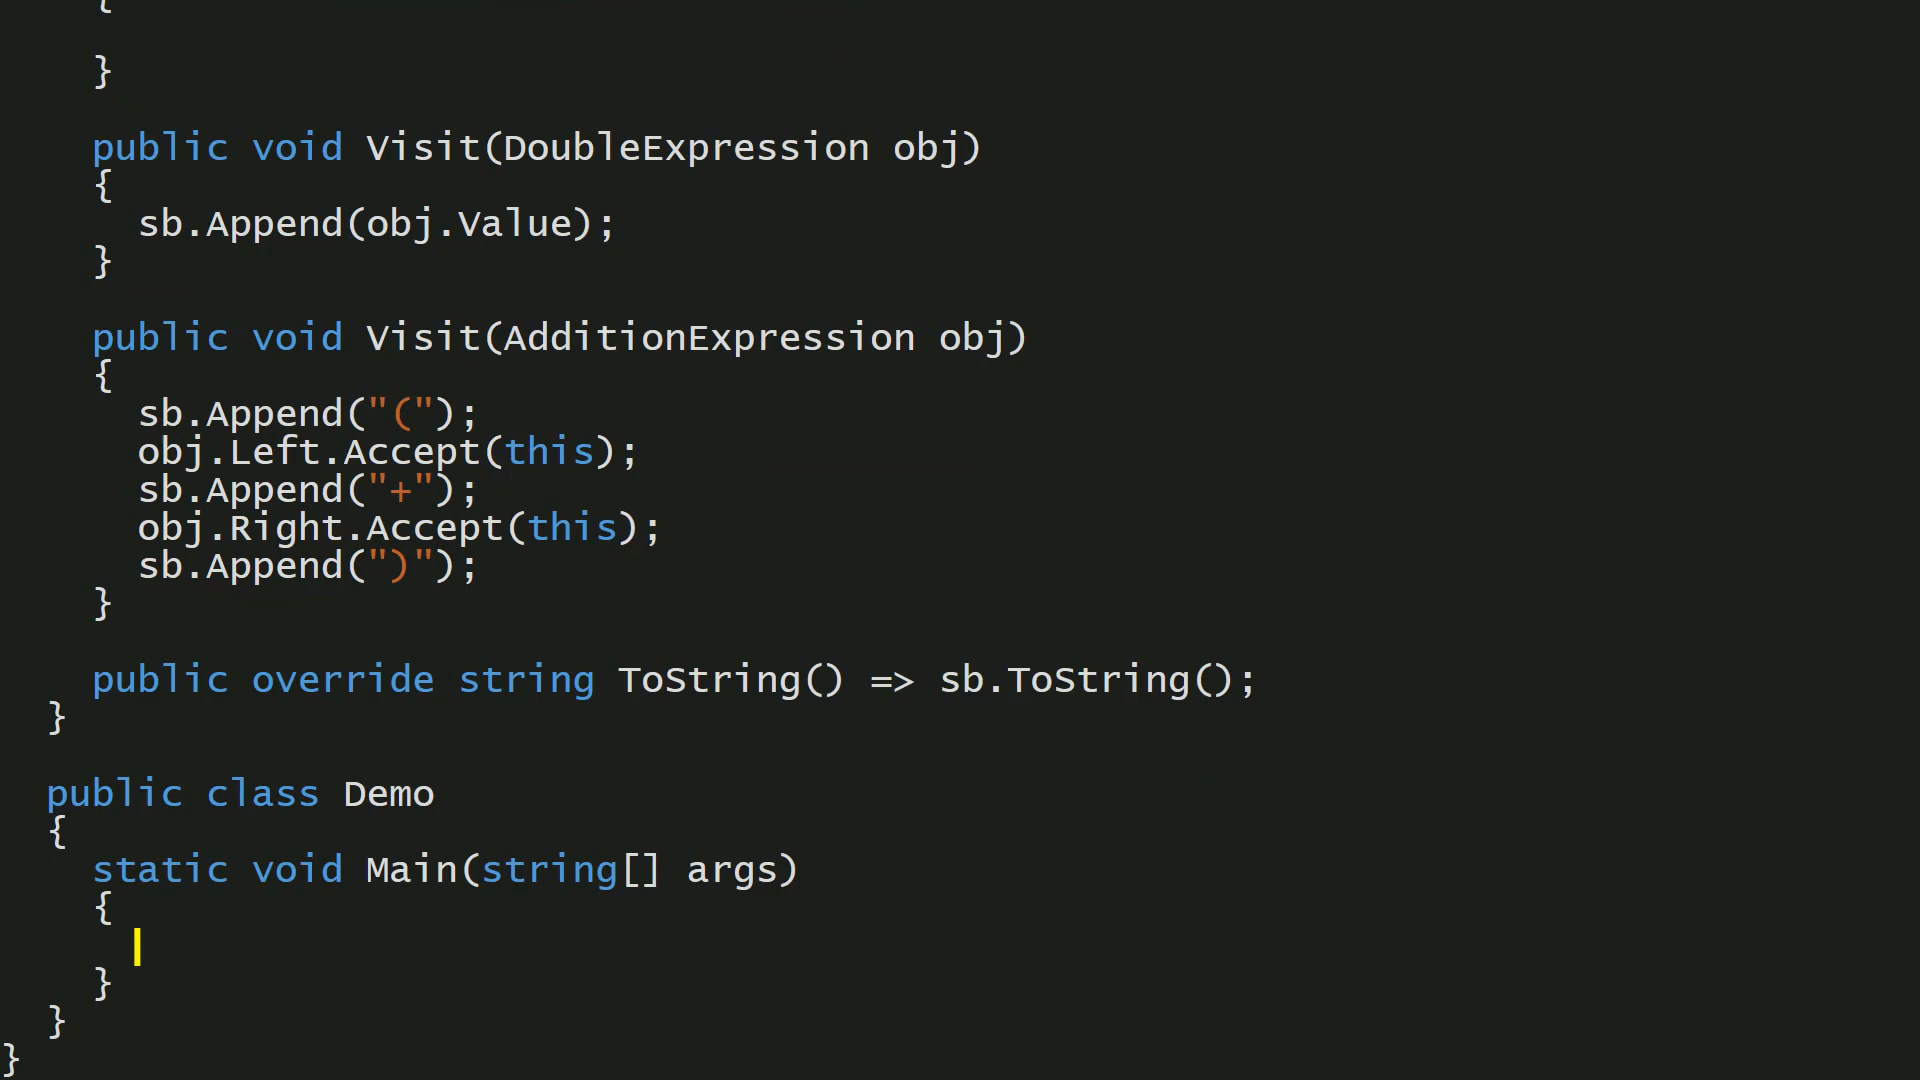 {
}
public void Visit(DoubleExpression obj)
{
sb.Append(obj.Value);
}
public void Visit(AdditionExpression obj)
{
sb.Append("(");
obj.Left.Accept(this);
sb.Append("+");
obj.Right.Accept(this);
sb.Append(")");
}
public override string ToString() => sb.ToString();
}
public class Demo
{
static void Main(string[] args)
{
}
}
}